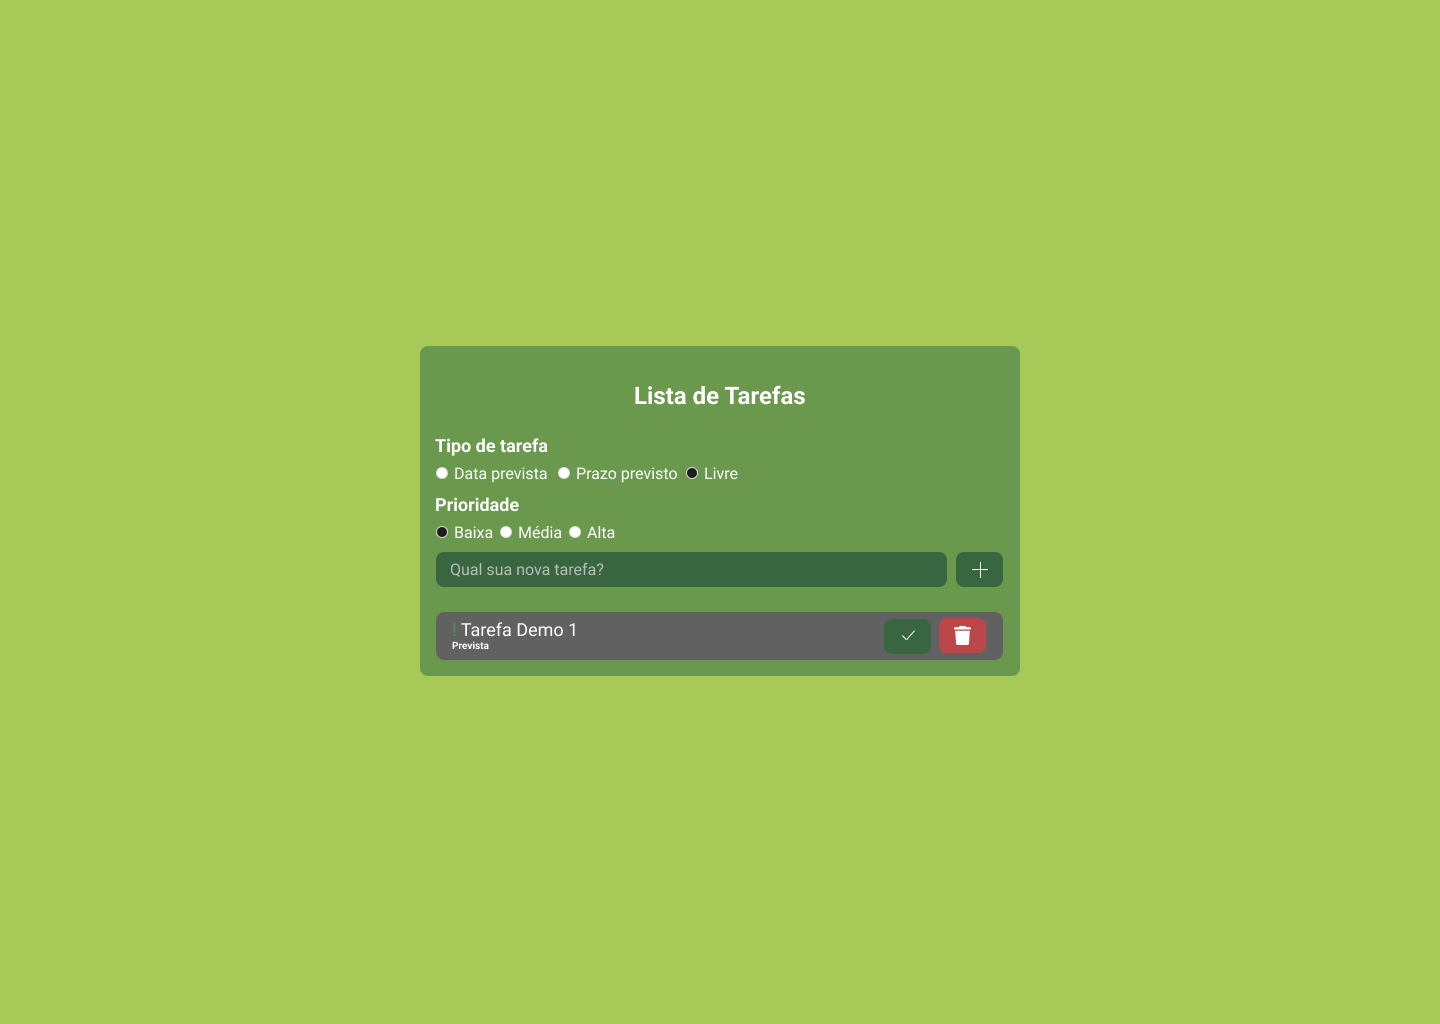 Lista de Tarefas
Tipo de tarefa
Data prevista Prazo previsto Livre
Prioridade
Baixa Média Alta
Qual sua nova tarefa?
! Tarefa Demo 1
Prevista